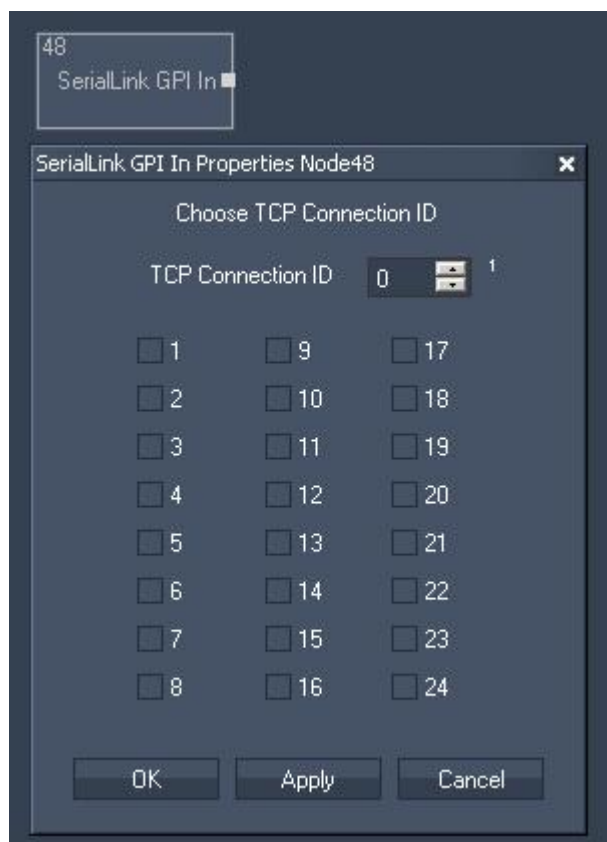 48
SerialLink GPI In
SerialLink GPI In Properties Node48
Choose TCP Connection ID
TCP Connection ID 0 1
1 9 17
2 10 18
3 11 19
4 12 20
5 13 21
6 14 22
7 15 23
8 16 24
OK Apply Cancel